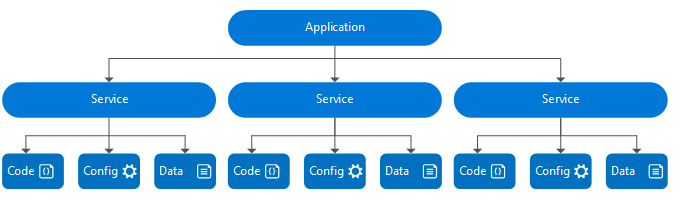 Application
Service Service Service
Code Config Data Code Config Data Code Config Data